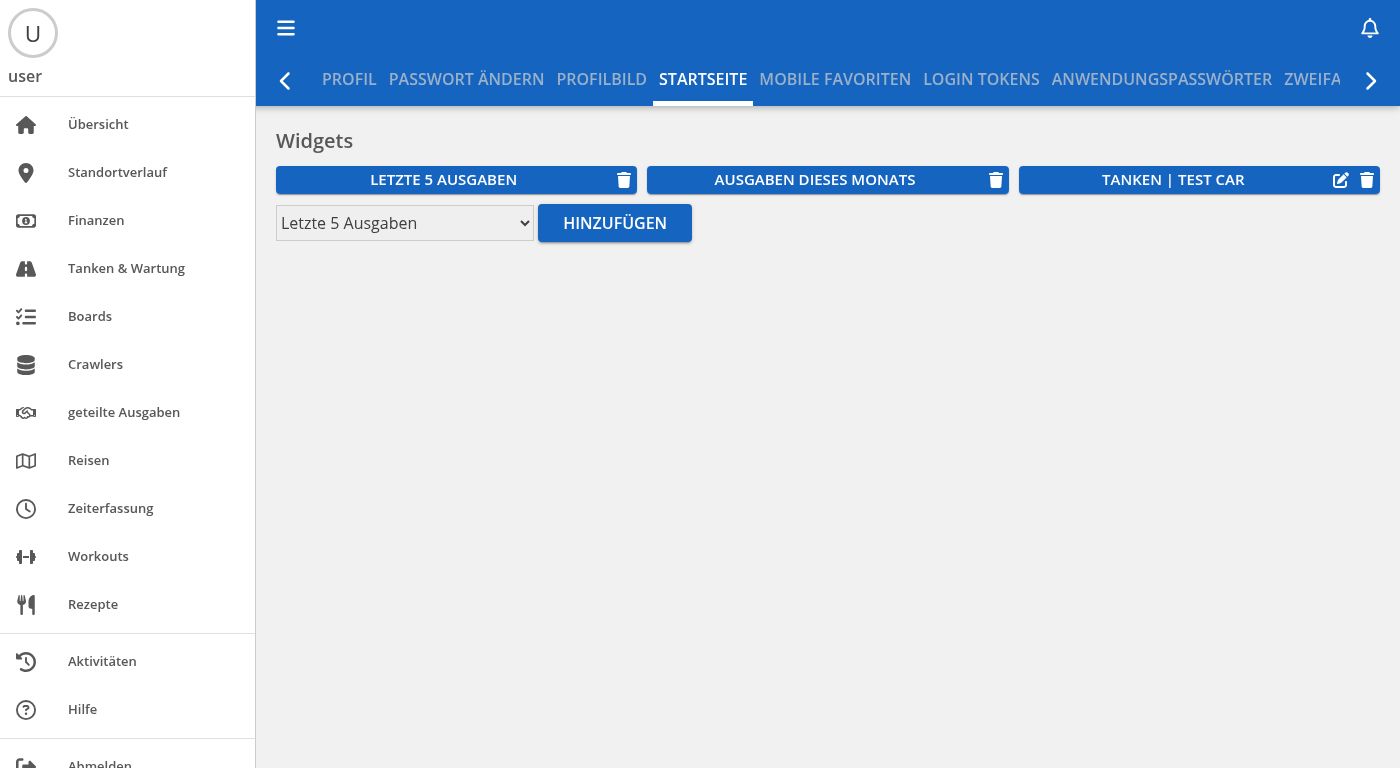 U
user
Übersicht
Standortverlauf
Finanzen
Tanken & Wartung
Boards
Crawlers
geteilte Ausgaben
Reisen
Zeiterfassung
Workouts
Rezepte
Aktivitäten
Hilfe
Abmelden
PROFIL PASSWORT ÄNDERN PROFILBILD STARTSEITE MOBILE FAVORITEN LOGIN TOKENS ANWENDUNGSPASSWÖRTER ZWEIFA
Widgets
LETZTE 5 AUSGABEN AUSGABEN DIESES MONATS TANKEN | TEST CAR
Letzte 5 Ausgaben HINZUFÜGEN